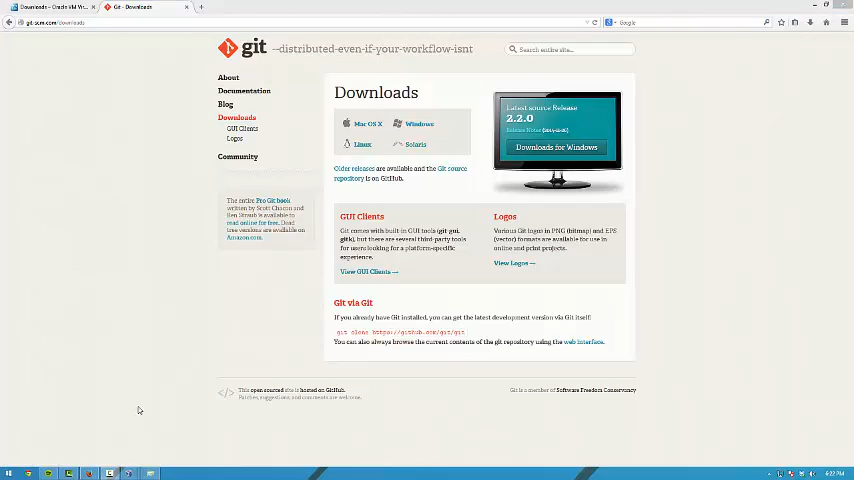 Downloads – Oracle VM Virt...
Git - Downloads
git-scm.com/downloads
Google
git --distributed-even-if-your-workflow-isnt
Search entire site...
About
Documentation
Blog
Downloads
GUI Clients
Logos
Community
The entire Pro Git book
written by Scott Chacon and
Ben Straub is available to
read online for free. Dead
tree versions are available on
Amazon.com.
Downloads
Mac OS X
Windows
Linux
Solaris
Older releases are available and the Git source
repository is on GitHub.
Latest source Release
2.2.0
Release Notes
Downloads for Windows
GUI Clients
Git comes with built in GUI tools (git-gui,
gitk), but there are several third-party tools
for users looking for a platform-specific
experience.
View GUI Clients →
Logos
Various Git logos in PNG (bitmap) and EPS
(vector) formats are available for use in
online and print projects.
View Logos →
Git via Git
If you already have Git installed, you can get the latest development version via Git itself:
git clone https://github.com/git/git
You can also always browse the current contents of the git repository using the web interface.
</>
This open sourced site is hosted on GitHub.
Patches, suggestions, and comments are welcome.
Git is a member of Software Freedom Conservancy
6:22 PM